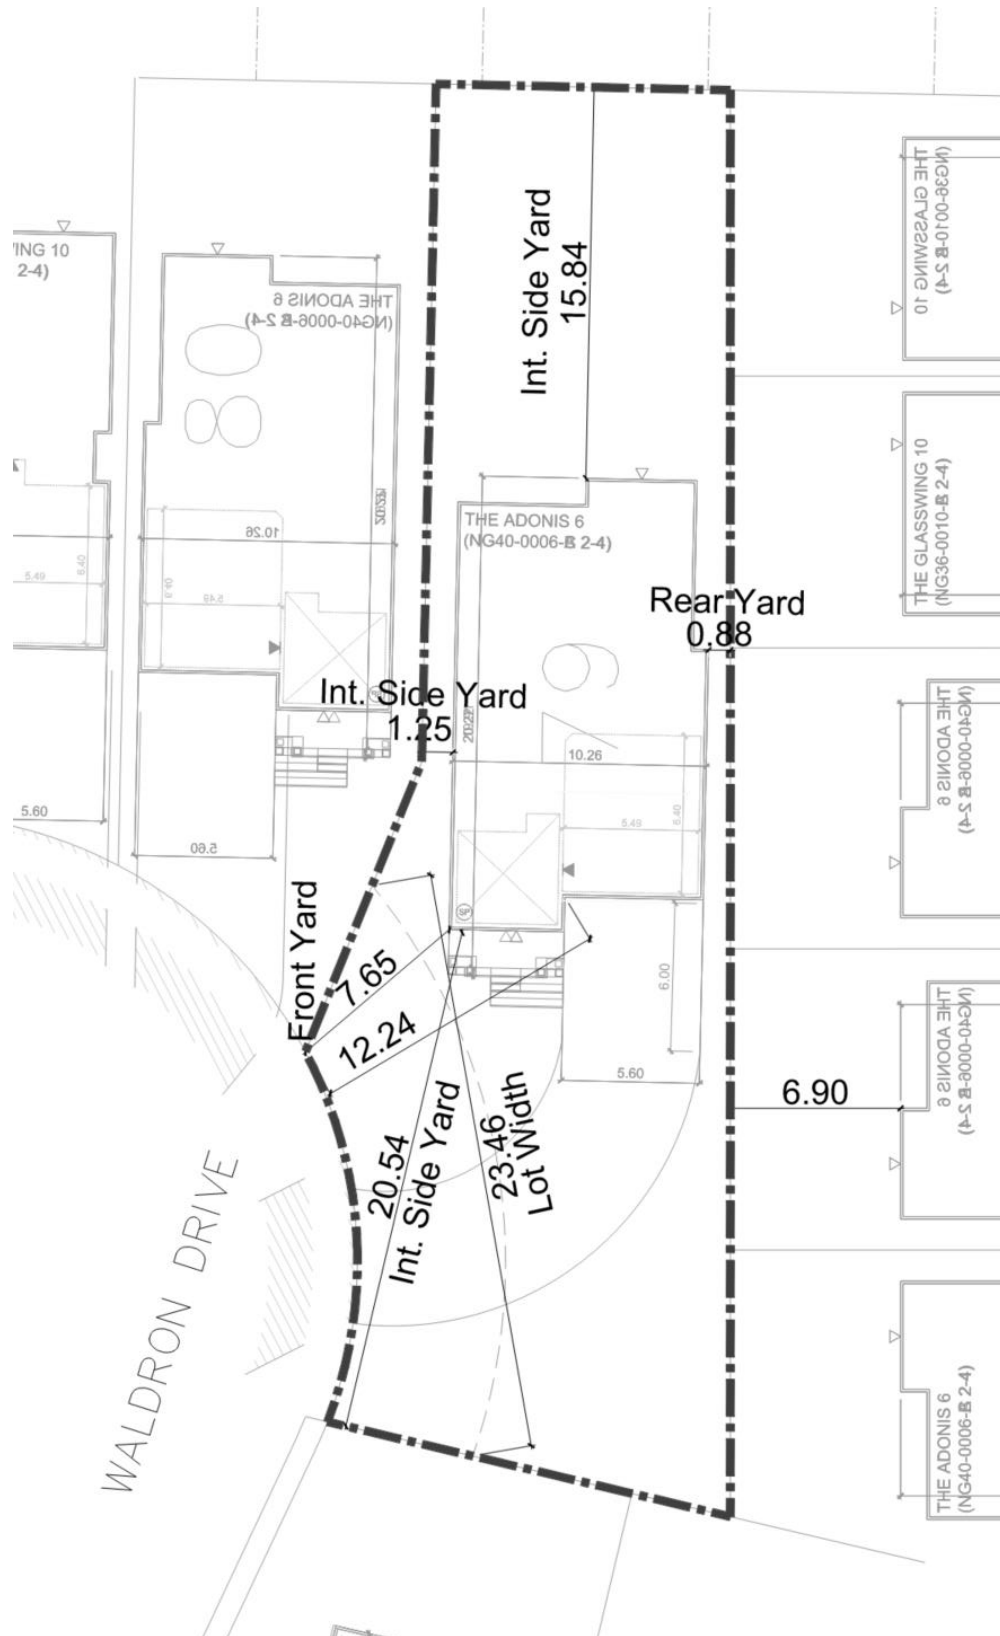 Int. Side Yard
15.84
Rear Yard
0.88
Int. Side Yard
1.25
Front Yard
7.65
12.24
20.54
Int. Side Yard
23.46
Lot Width
6.90
WALDRON DRIVE
THE ADONIS 6
(NG40-0006-B 2-4)
10.26
5.49
6.40
SP
6.00
5.60
ING 10
2-4)
5.49
6.40
5.60
THE ADONIS 6
(NG40-0006-B 2-4)
10.26
5.49
6.40
5.60
THE GLASSWING 10
(NG36-0010-B 2-4)
THE GLASSWING 10
(NG36-0010-B 2-4)
THE ADONIS 6
(NG40-0006-B 2-4)
THE ADONIS 6
(NG40-0006-B 2-4)
THE ADONIS 6
(NG40-0006-B 2-4)